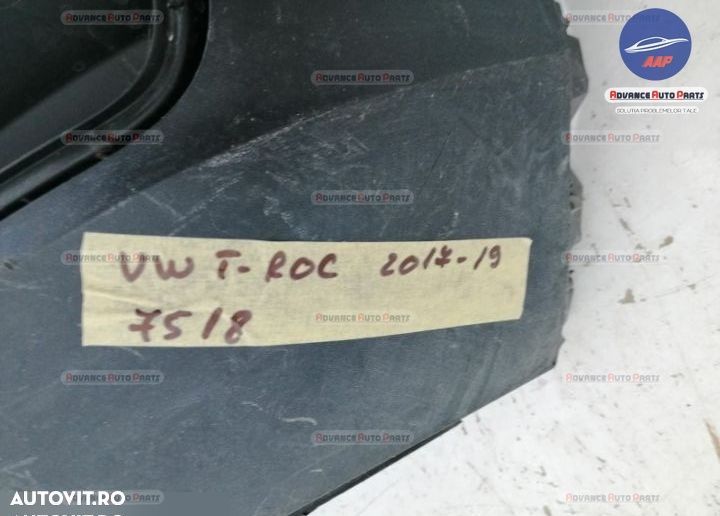 AAP
ADVANCE AUTO PARTS
SOLUTIA PROBLEMELOR TALE
VW T-ROC 2017-19
7518
AUTOVIT.RO